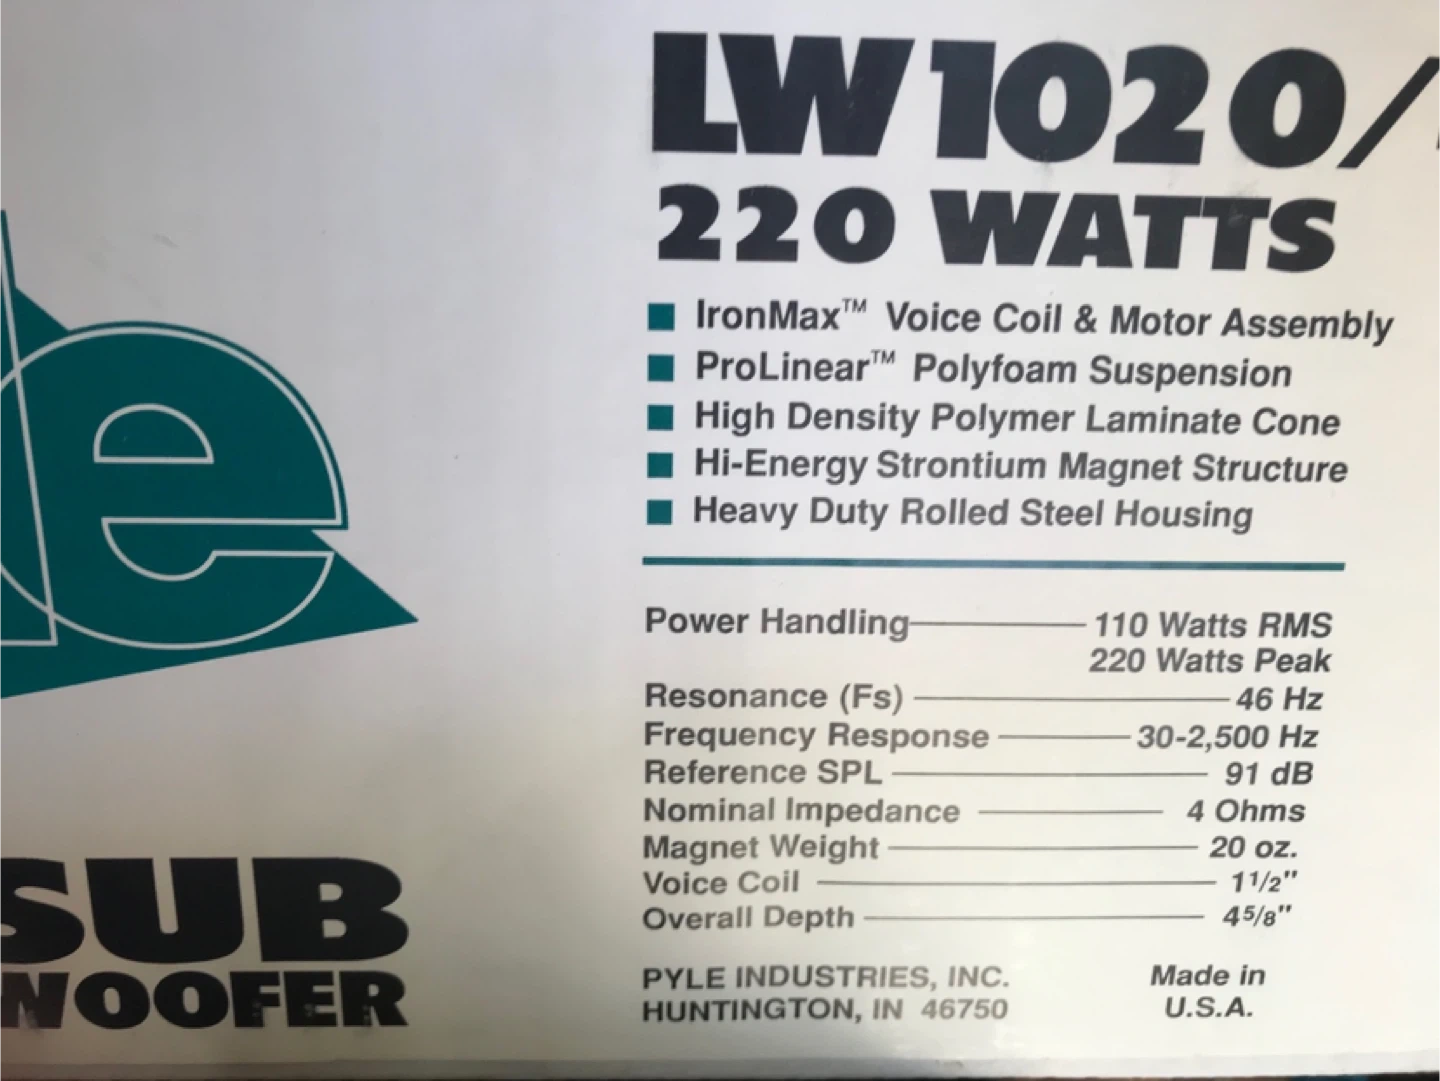 LW1020/
220 WATTS
IronMax™ Voice Coil & Motor Assembly
ProLinear™ Polyfoam Suspension
High Density Polymer Laminate Cone
Hi-Energy Strontium Magnet Structure
Heavy Duty Rolled Steel Housing
Power Handling 110 Watts RMS
220 Watts Peak
Resonance (Fs) 46 Hz
Frequency Response 30-2,500 Hz
Reference SPL 91 dB
Nominal Impedance 4 Ohms
Magnet Weight 20 oz.
Voice Coil 1 1/2"
Overall Depth 4 5/8"
PYLE INDUSTRIES, INC. Made in
HUNTINGTON, IN 46750 U.S.A.
le
SUB
WOOFER